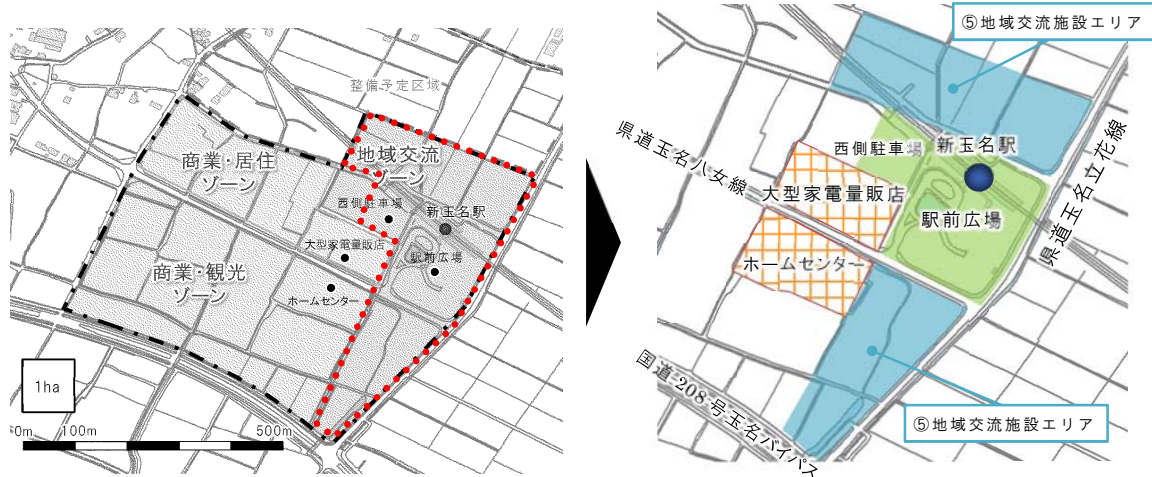 整備予定区域
商業・居住
ゾーン
地域交流
ゾーン
西側駐車場
新玉名駅
大型家電量販店
駅前広場
商業・観光
ゾーン
ホームセンター
1ha
0m 100m 500m
⑤地域交流施設エリア
県道玉名八女線
西側駐車場
新玉名駅
大型家電量販店
駅前広場
県道玉名立花線
ホームセンター
国道208号玉名バイパス
⑤地域交流施設エリア